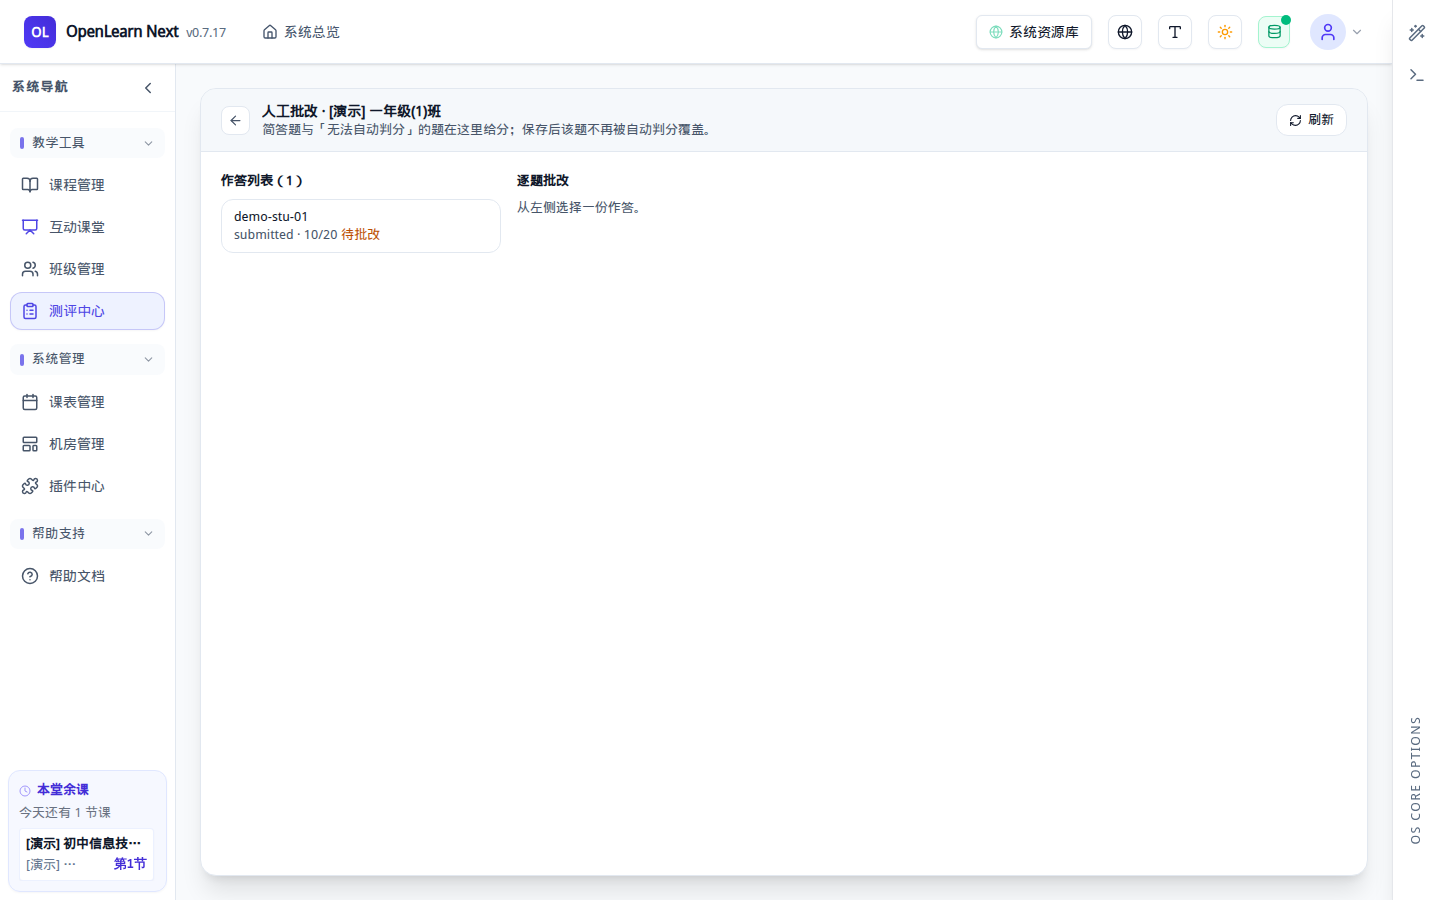 OL OpenLearn Next v0.7.17
系统总览
系统资源库
系统导航
教学工具
课程管理
互动课堂
班级管理
测评中心
系统管理
课表管理
机房管理
插件中心
帮助支持
帮助文档
本堂余课
今天还有 1 节课
[演示] 初中信息技…
[演示] … 第1节
人工批改 · [演示] 一年级(1)班
简答题与「无法自动判分」的题在这里给分；保存后该题不再被自动判分覆盖。
刷新
作答列表（1）
demo-stu-01
submitted · 10/20 待批改
逐题批改
从左侧选择一份作答。
OS CORE OPTIONS